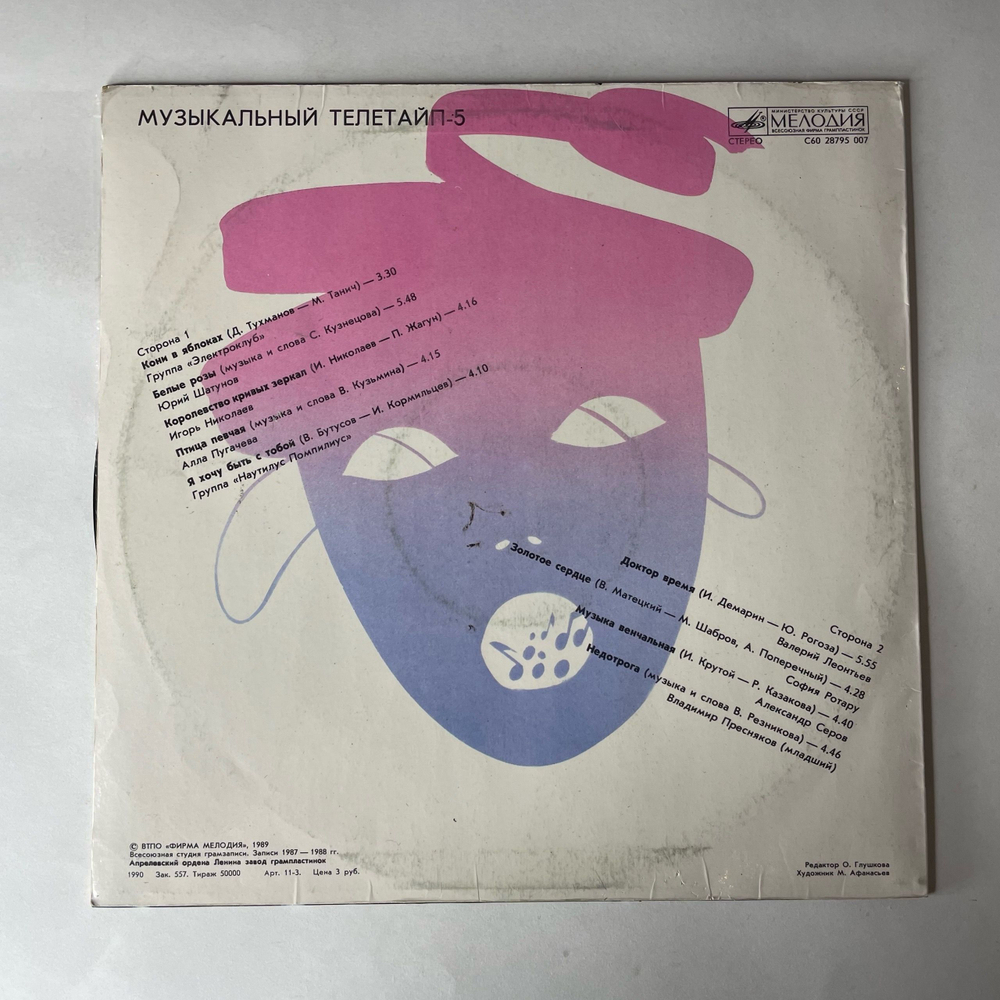 МУЗЫКАЛЬНЫЙ ТЕЛЕТАЙП-5
МИНИСТЕРСТВО КУЛЬТУРЫ СССР
МЕЛОДИЯ
ВСЕСОЮЗНАЯ ФИРМА ГРАМПЛАСТИНОК
СТЕРЕО
С60 28795 007
Сторона 1
Кони в яблоках (Д. Тухманов — М. Танич) — 3.30
Группа «Электроклуб»
Белые розы (музыка и слова С. Кузнецова) — 5.48
Юрий Шатунов
Королевство кривых зеркал (И. Николаев — П. Жагун) — 4.16
Игорь Николаев
Птица певчая (музыка и слова В. Кузьмина) — 4.15
Алла Пугачева
Я хочу быть с тобой (В. Бутусов — И. Кормильцев) — 4.10
Группа «Наутилус Помпилиус»
Сторона 2
Доктор время (И. Демарин — Ю. Рогоза) — 5.55
Валерий Леонтьев
Золотое сердце (В. Матецкий — М. Шабров, А. Поперечный) — 4.28
София Ротару
Музыка венчальная (И. Крутой — Р. Казакова) — 4.40
Александр Серов
Недотрога (музыка и слова В. Резникова) — 4.46
Владимир Пресняков (младший)
© ВТПО «ФИРМА МЕЛОДИЯ», 1989
Всесоюзная студия грамзаписи. Записи 1987 — 1988 гг.
Апрелевский ордена Ленина завод грампластинок
1990 Зак. 557. Тираж 50000 Арт. 11-3. Цена 3 руб.
Редактор О. Глушкова
Художник М. Афанасьев